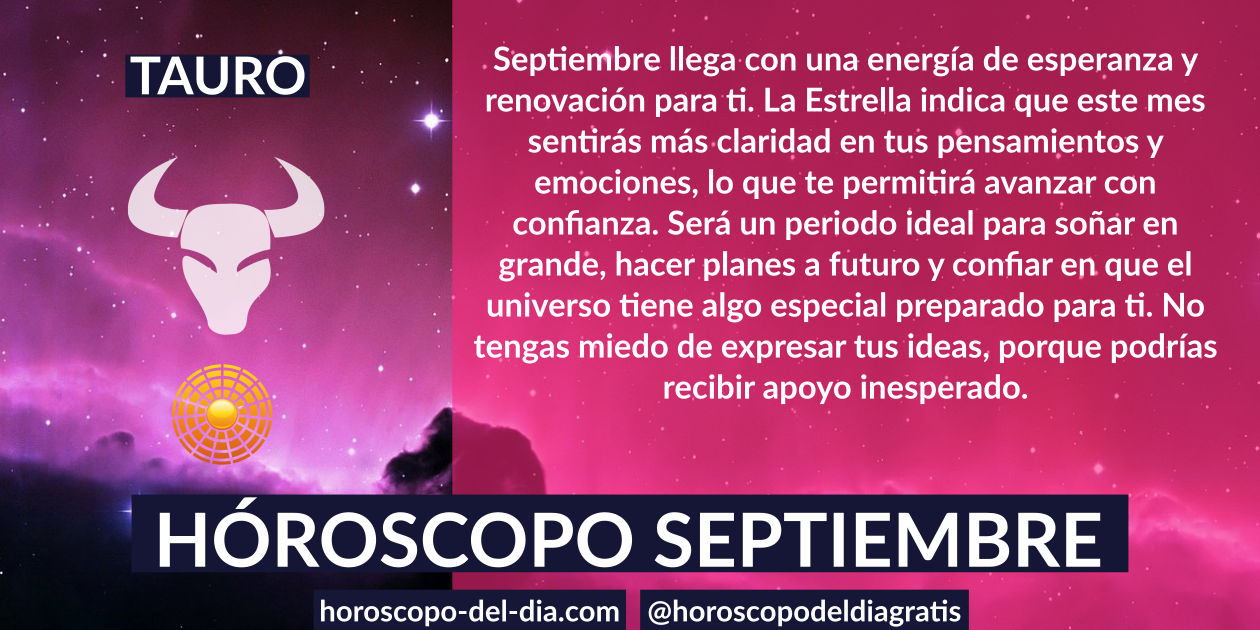 TAURO
Septiembre llega con una energía de esperanza y
renovación para ti. La Estrella indica que este mes
sentirás más claridad en tus pensamientos y
emociones, lo que te permitirá avanzar con
confianza. Será un periodo ideal para soñar en
grande, hacer planes a futuro y confiar en que el
universo tiene algo especial preparado para ti. No
tengas miedo de expresar tus ideas, porque podrías
recibir apoyo inesperado.
HÓROSCOPO SEPTIEMBRE
horoscopo-del-dia.com
@horoscopodeldiagratis